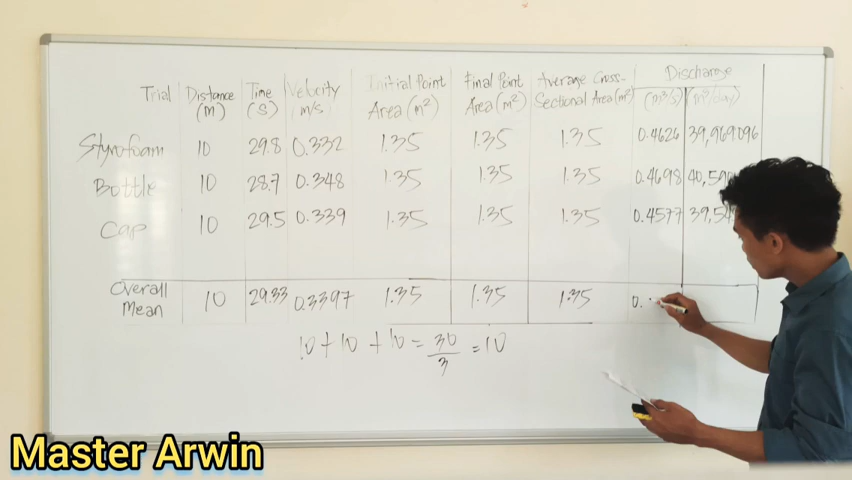 Trial Distance (M) Time (S) Velocity m/s Initial Point Area (m²) Final Point Area (m²) Average Cross-Sectional Area (m²) Discharge (m³/s) (m³/day)
Styrofoam 10 29.8 0.332 1.35 1.35 1.35 0.4626 39,969.096
Bottle 10 28.7 0.348 1.35 1.35 1.35 0.4698
Cap 10 29.5 0.339 1.35 1.35 1.35 0.4577
Overall Mean 10 29.33 0.3397 1.35 1.35 1.35 0.
10 + 10 + 10 = 30/3 = 10
Master Arwin